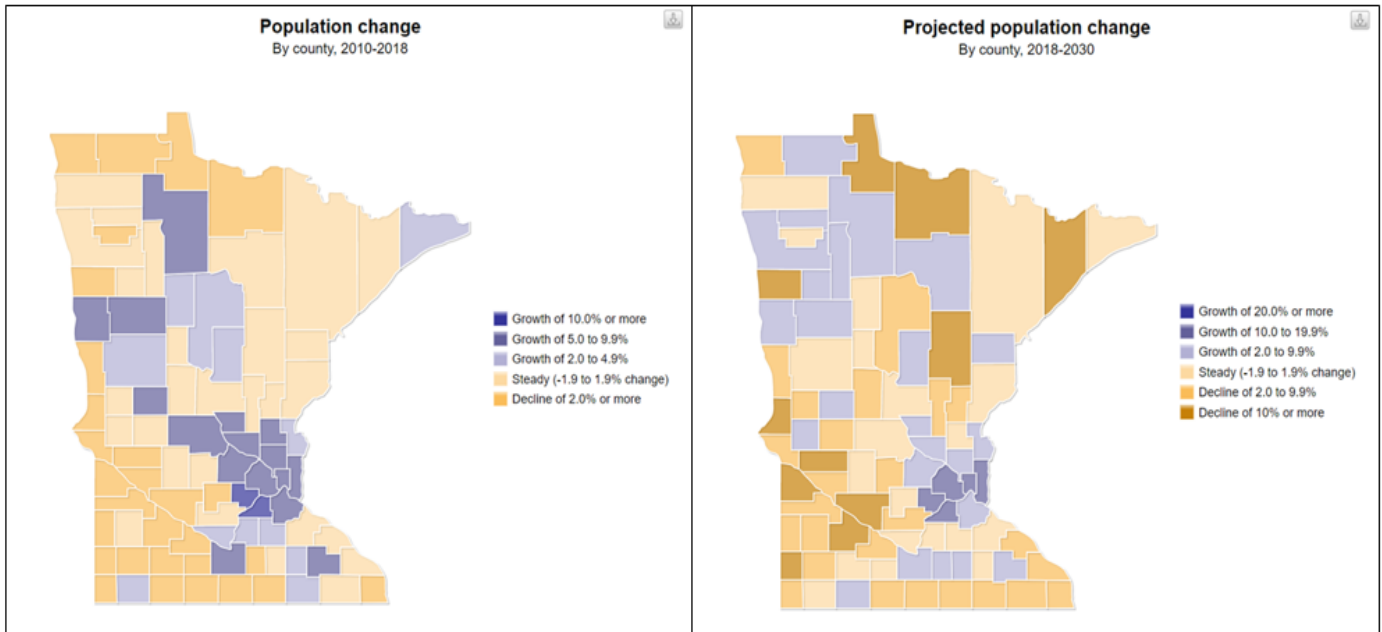 Population change
By county, 2010-2018
Growth of 10.0% or more
Growth of 5.0 to 9.9%
Growth of 2.0 to 4.9%
Steady (-1.9 to 1.9% change)
Decline of 2.0% or more
Projected population change
By county, 2018-2030
Growth of 20.0% or more
Growth of 10.0 to 19.9%
Growth of 2.0 to 9.9%
Steady (-1.9 to 1.9% change)
Decline of 2.0 to 9.9%
Decline of 10% or more